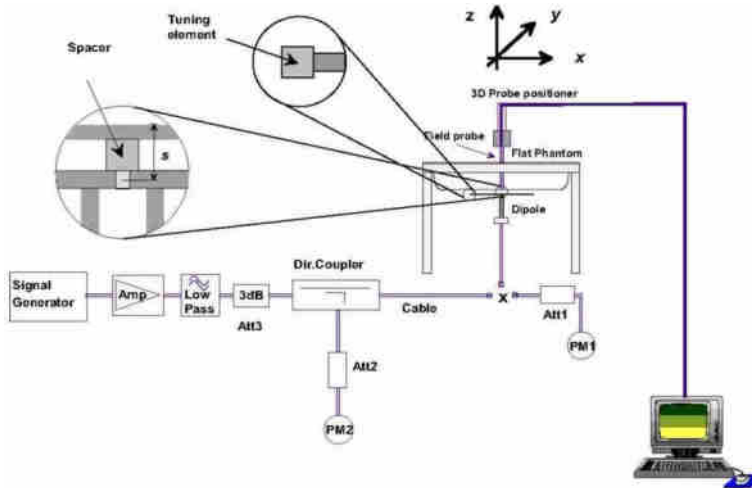 z
y
x
Tuning
element
Spacer
s
3D Probe positioner
Field probe
Flat Phantom
Dipole
Dir.Coupler
Signal
Generator
Amp
Low
Pass
3dB
Cable
x
Att1
Att3
PM1
Att2
PM2